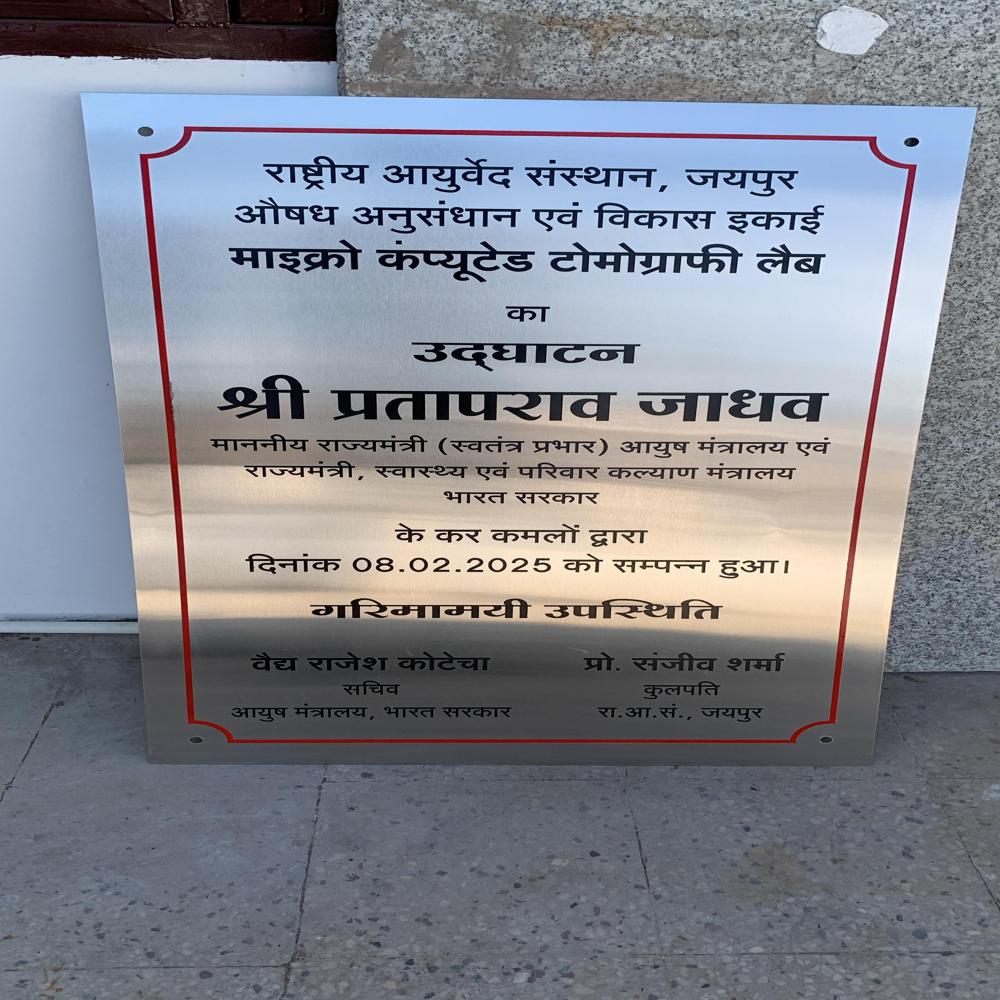 राष्ट्रीय आयुर्वेद संस्थान, जयपुर
औषध अनुसंधान एवं विकास इकाई
माइक्रो कंप्यूटेड टोमोग्राफी लैब
का
उद्घाटन
श्री प्रतापराव जाधव
माननीय राज्यमंत्री (स्वतंत्र प्रभार) आयुष मंत्रालय एवं
राज्यमंत्री, स्वास्थ्य एवं परिवार कल्याण मंत्रालय
भारत सरकार
के कर कमलों द्वारा
दिनांक 08.02.2025 को सम्पन्न हुआ।
गरिमामयी उपस्थिति
वैद्य राजेश कोटेचा
सचिव
आयुष मंत्रालय, भारत सरकार
प्रो. संजीव शर्मा
कुलपति
रा.आ.सं., जयपुर